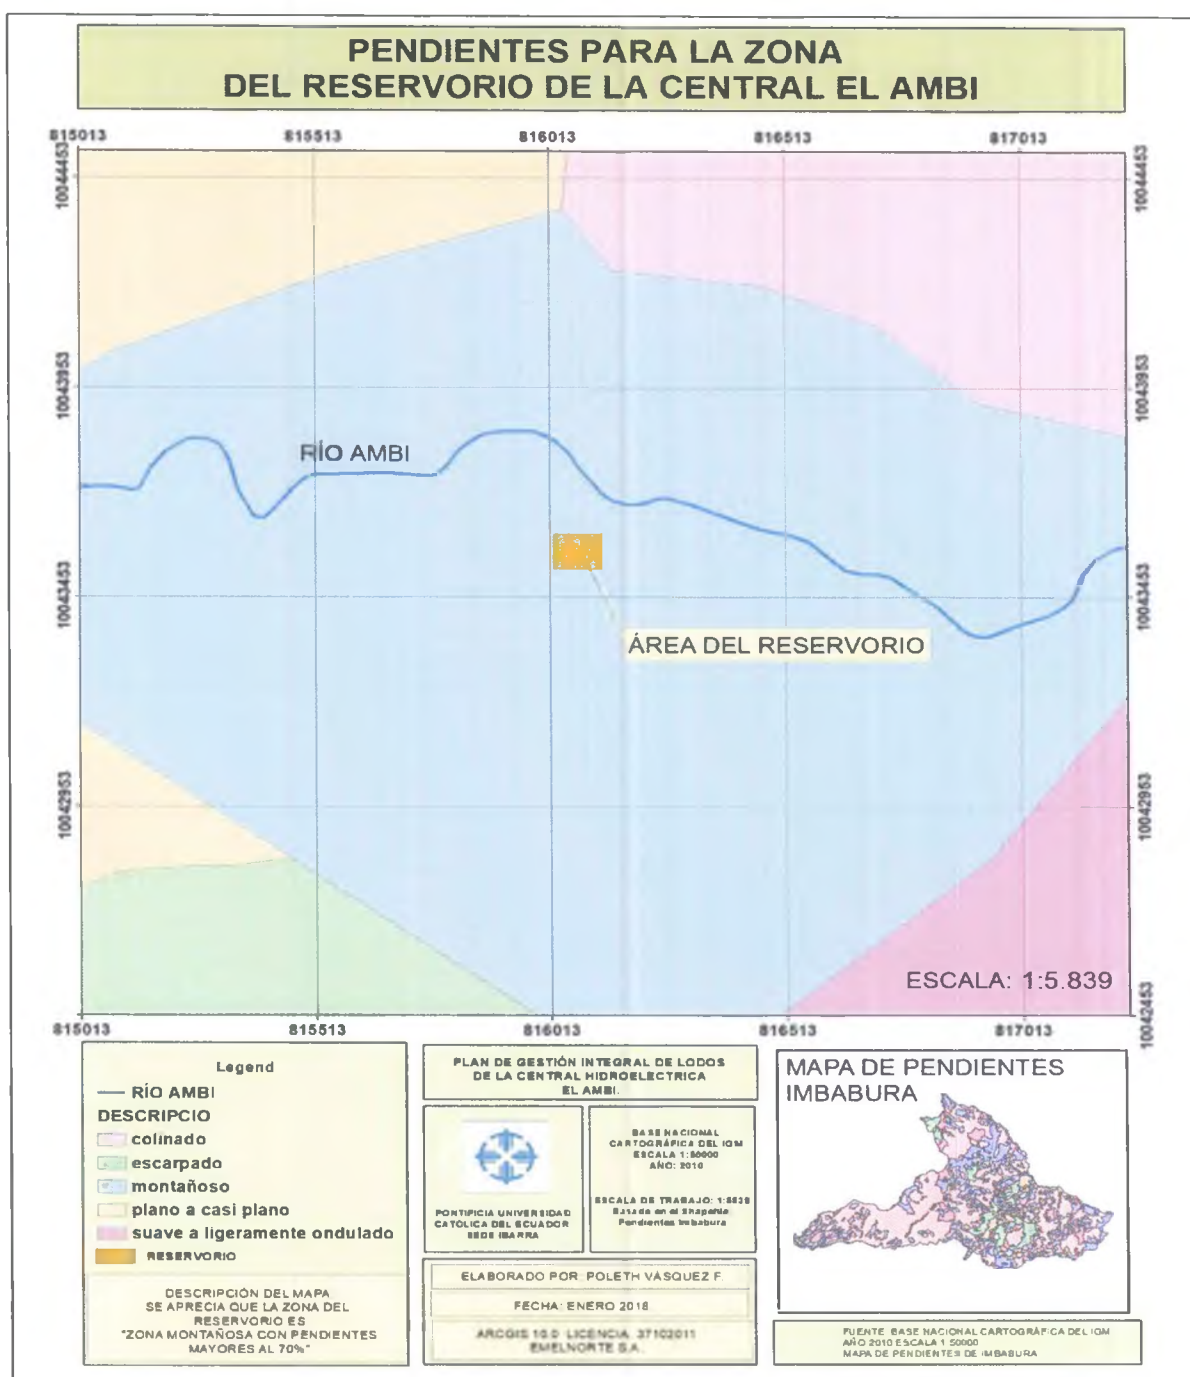 PENDIENTES PARA LA ZONA
DEL RESERVORIO DE LA CENTRAL EL AMBI
815013 815513 816013 816513 817013
10044453 10044453
10043953 10043953
RÍO AMBI
10043453 10043453
ÁREA DEL RESERVORIO
10042953 10042953
ESCALA: 1:5.839
10042453
815013 815513 816013 816513 817013
Legend
RÍO AMBI
DESCRIPCIO
colinado
escarpado
montañoso
plano a casi plano
suave a ligeramente ondulado
RESERVORIO
DESCRIPCIÓN DEL MAPA
SE APRECIA QUE LA ZONA DEL
RESERVORIO ES
"ZONA MONTAÑOSA CON PENDIENTES
MAYORES AL 70%"
PLAN DE GESTIÓN INTEGRAL DE LODOS
DE LA CENTRAL HIDROELECTRICA
EL AMBI.
PONTIFICIA UNIVERSIDAD
CATÓLICA DEL ECUADOR
SEDE IBARRA
BASE NACIONAL
CARTOGRÁFICA DEL IGM
ESCALA 1:50000
AÑO: 2010
ESCALA DE TRABAJO: 1:5839
Basada en el Shapefile
Pendientes Imbabura
ELABORADO POR: POLETH VÁSQUEZ F.
FECHA: ENERO 2018
ARCGIS 10.0 LICENCIA 37102011
EMELNORTE S.A.
MAPA DE PENDIENTES
IMBABURA
FUENTE BASE NACIONAL CARTOGRÁFICA DEL IGM
AÑO 2010 ESCALA 1:50000
MAPA DE PENDIENTES DE IMBABURA